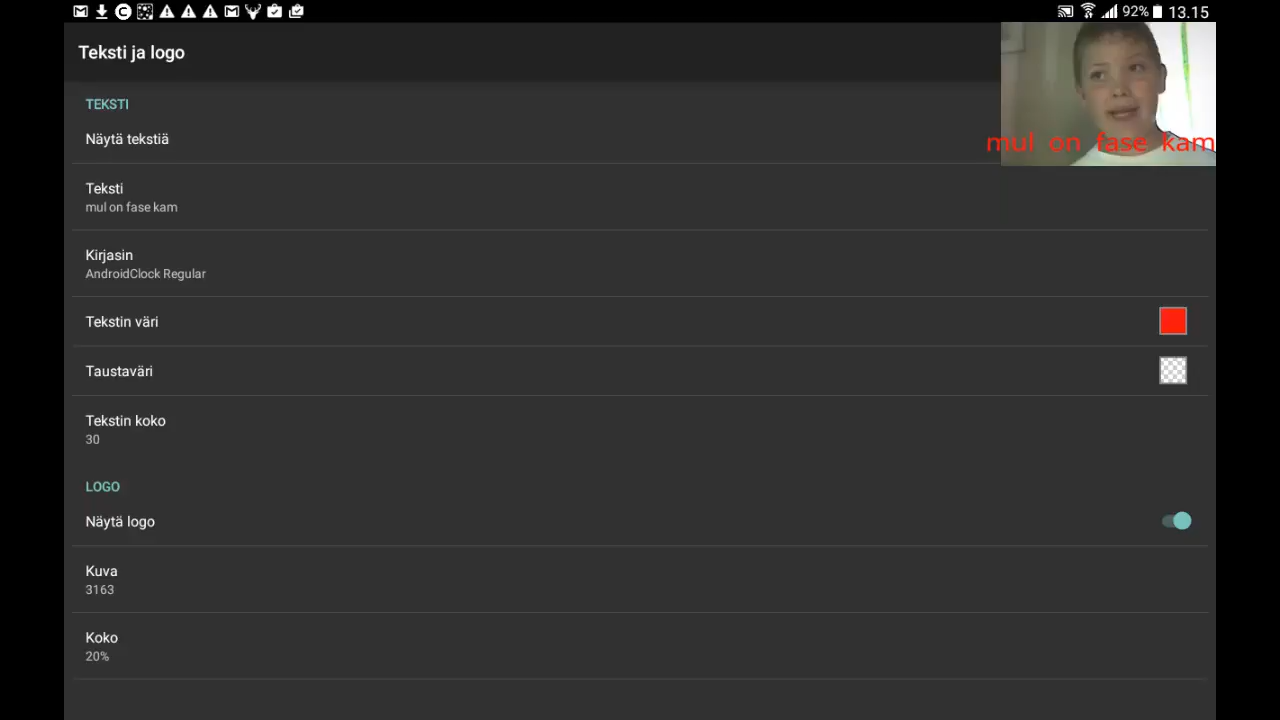 92% 13.15
Teksti ja logo
TEKSTI
Näytä tekstiä
mul on fase kam
Teksti
mul on fase kam
Kirjasin
AndroidClock Regular
Tekstin väri
Taustaväri
Tekstin koko
30
LOGO
Näytä logo
Kuva
3163
Koko
20%